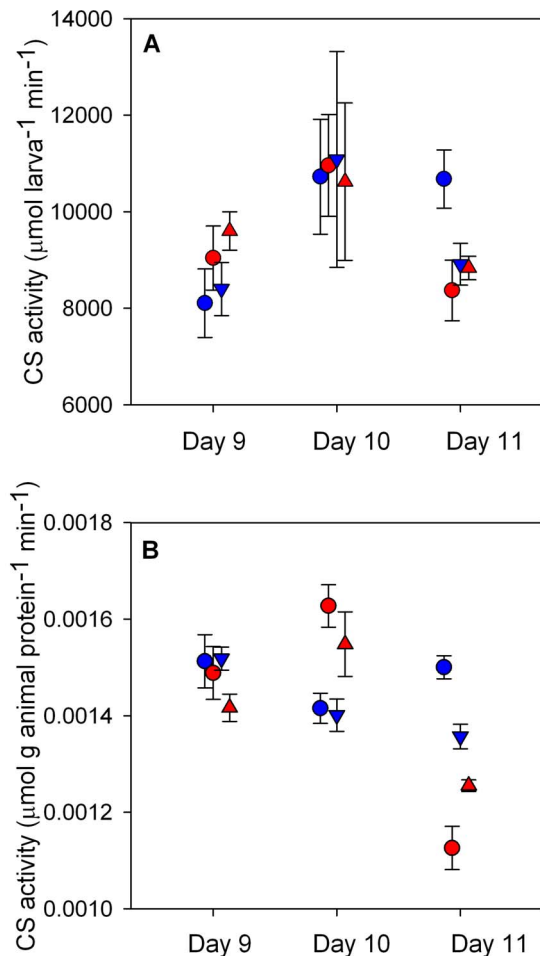 14000
A
12000
10000
8000
6000
CS activity (μmol larva⁻¹ min⁻¹)
Day 9 Day 10 Day 11
0.0018
B
0.0016
0.0014
0.0012
0.0010
CS activity (μmol g animal protein⁻¹ min⁻¹)
Day 9 Day 10 Day 11